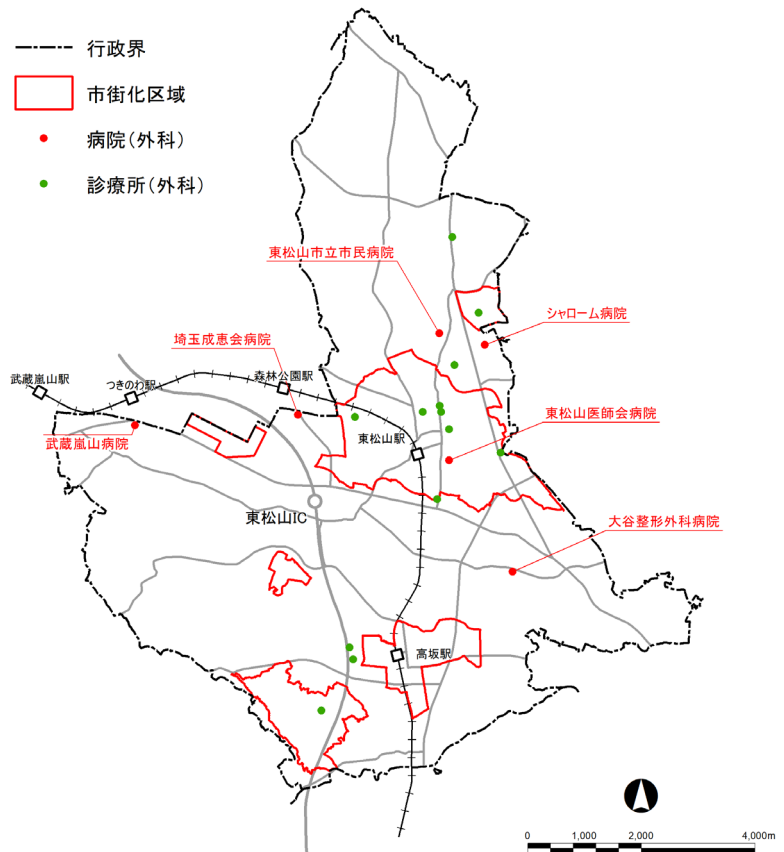 行政界
市街化区域
病院(外科)
診療所(外科)
東松山市立市民病院
シャローム病院
埼玉成恵会病院
武蔵嵐山駅
つきのわ駅
森林公園駅
東松山医師会病院
武蔵嵐山病院
東松山駅
東松山IC
大谷整形外科病院
高坂駅
0 1,000 2,000 4,000m